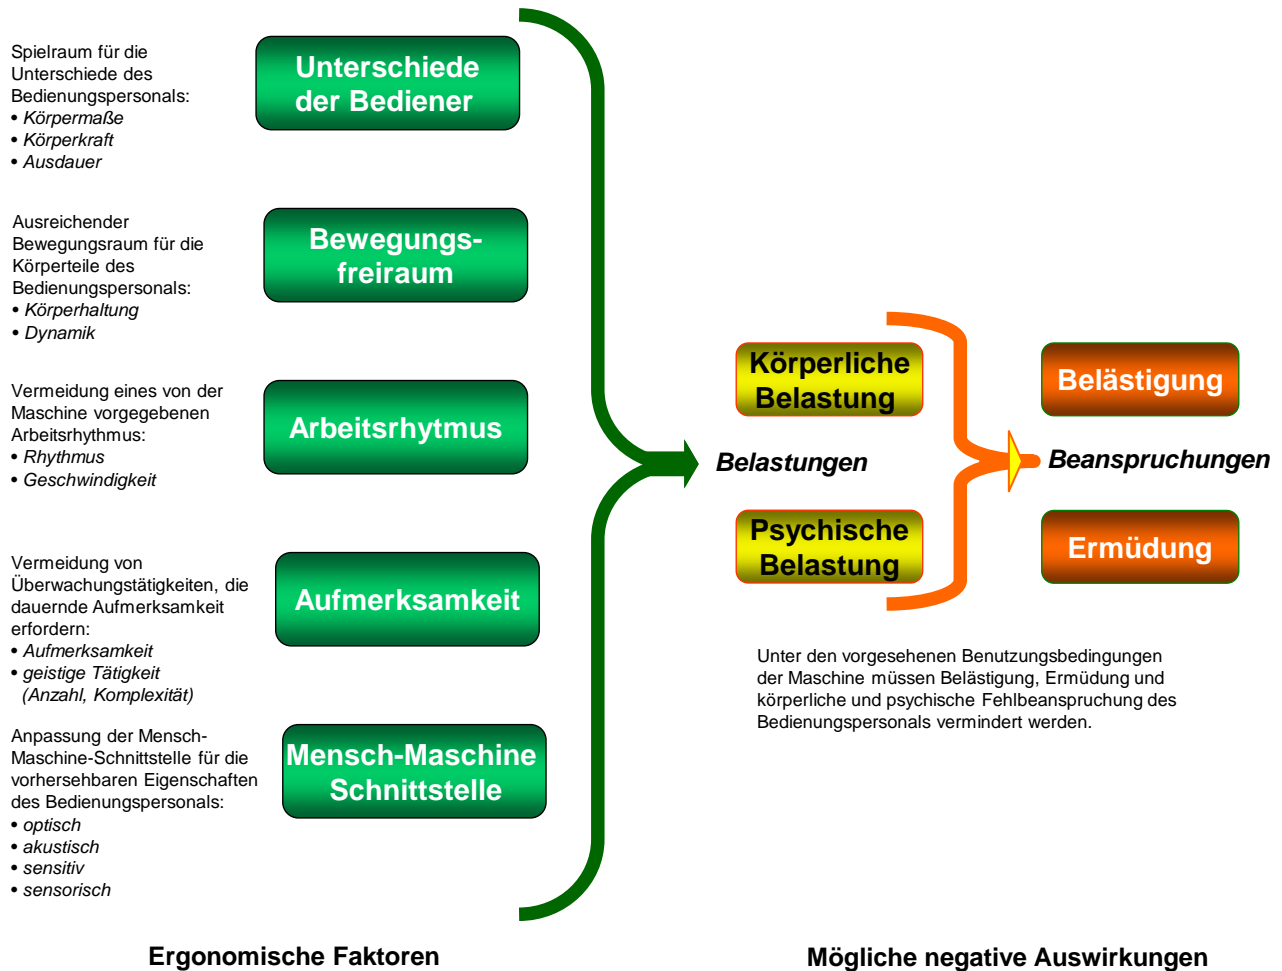 Spielraum für die
Unterschiede des
Bedienungspersonals:
• Körpermaße
• Körperkraft
• Ausdauer
Unterschiede
der Bediener
Ausreichender
Bewegungsraum für die
Körperteile des
Bedienungspersonals:
• Körperhaltung
• Dynamik
Bewegungs-
freiraum
Vermeidung eines von der
Maschine vorgegebenen
Arbeitsrhythmus:
• Rhythmus
• Geschwindigkeit
Arbeitsrhytmus
Vermeidung von
Überwachungstätigkeiten, die
dauernde Aufmerksamkeit
erfordern:
• Aufmerksamkeit
• geistige Tätigkeit
(Anzahl, Komplexität)
Aufmerksamkeit
Anpassung der Mensch-
Maschine-Schnittstelle für die
vorhersehbaren Eigenschaften
des Bedienungspersonals:
• optisch
• akustisch
• sensitiv
• sensorisch
Mensch-Maschine
Schnittstelle
Ergonomische Faktoren
Körperliche
Belastung
Belastungen
Psychische
Belastung
Belästigung
Beanspruchungen
Ermüdung
Unter den vorgesehenen Benutzungsbedingungen
der Maschine müssen Belästigung, Ermüdung und
körperliche und psychische Fehlbeanspruchung des
Bedienungspersonals vermindert werden.
Mögliche negative Auswirkungen